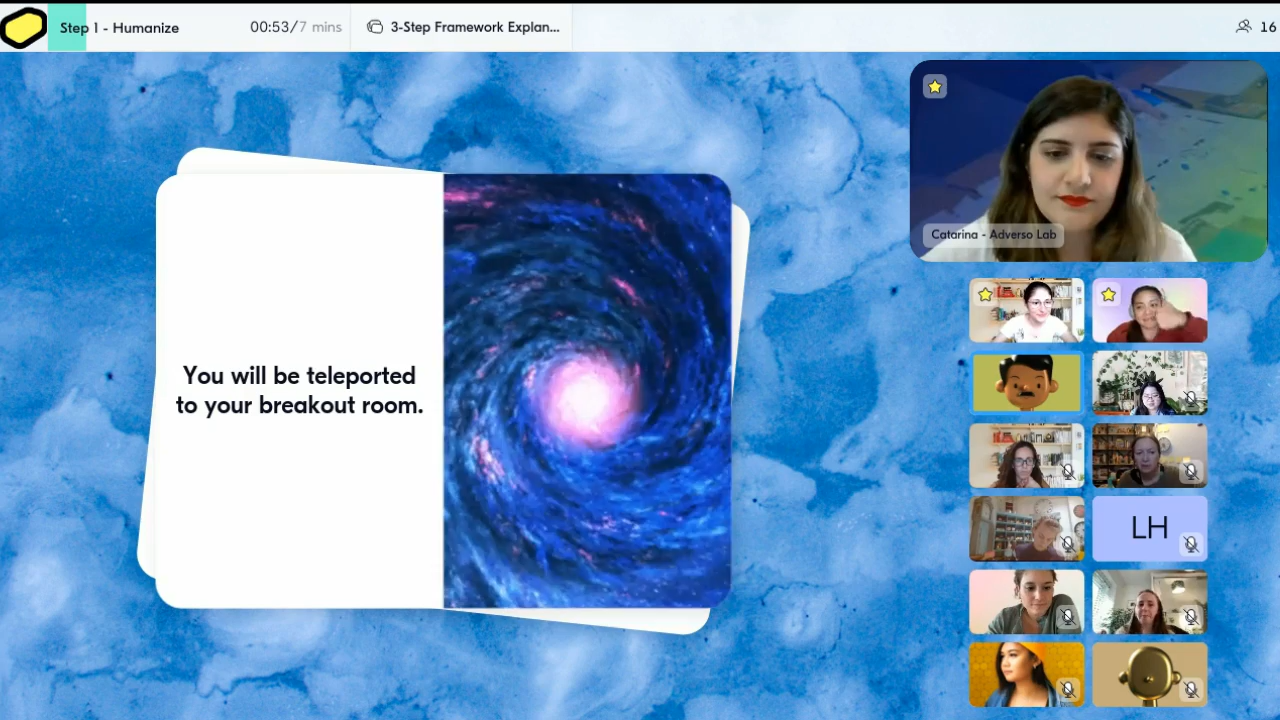 Step 1 - Humanize
00:53/7 mins
3-Step Framework Explan...
16
Catarina - Adverso Lab
You will be teleported
to your breakout room.
LH